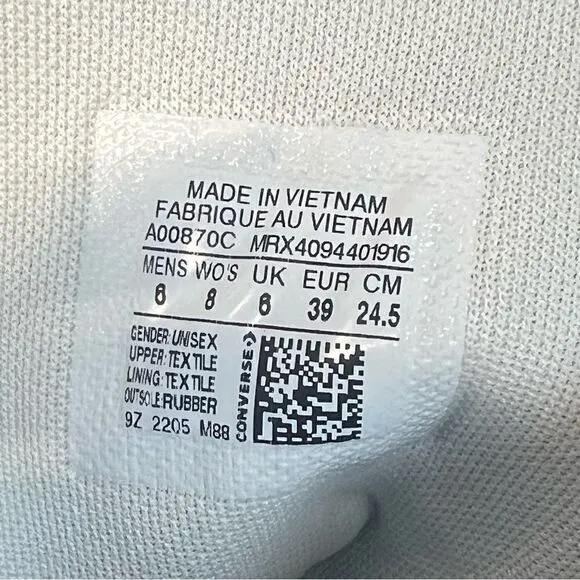 MADE IN VIETNAM
FABRIQUE AU VIETNAM
A00870C MRX4094401916
MENS WO'S UK EUR CM
6 8 6 39 24.5
GENDER: UNISEX
UPPER: TEXTILE
LINING: TEXTILE
OUTSOLE: RUBBER
9Z 2205 M88
CONVERSE